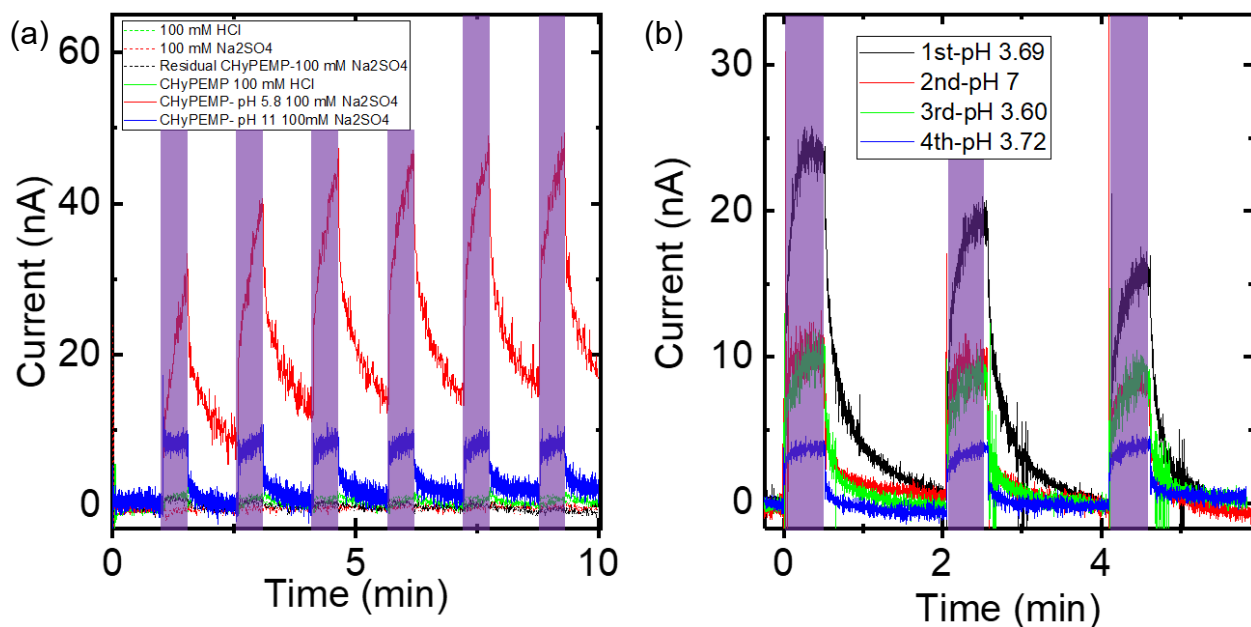 (a)
100 mM HCl
100 mM Na2SO4
Residual CHyPEMP-100 mM Na2SO4
CHyPEMP 100 mM HCl
CHyPEMP- pH 5.8 100 mM Na2SO4
CHyPEMP- pH 11 100mM Na2SO4
60
40
20
0
Current (nA)
0
5
10
Time (min)
(b)
1st-pH 3.69
2nd-pH 7
3rd-pH 3.60
4th-pH 3.72
30
20
10
0
Current (nA)
0
2
4
Time (min)